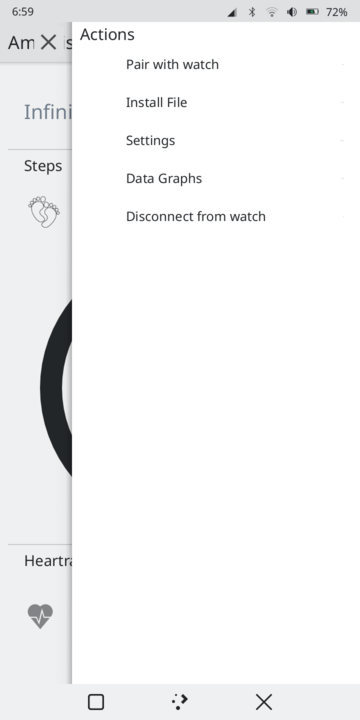 6:59
72%
Am
is
Actions
Pair with watch
Infini
Install File
Settings
Steps
Data Graphs
Disconnect from watch
Heartra